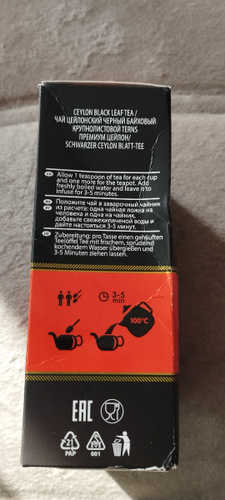 CEYLON BLACK LEAF TEA /
ЧАЙ ЦЕЙЛОНСКИЙ ЧЕРНЫЙ БАЙХОВЫЙ
КРУПНОЛИСТОВОЙ TERNS
ПРЕМИУМ ЦЕЙЛОН/
SCHWARZER CEYLON BLATT-TEE
Allow 1 teaspoon of tea for each cup
and one more for the teapot. Add
freshly boiled water and leave it to
infuse for 3-5 minutes.
Положите чай в заварочный чайник
из расчета: одна чайная ложка на
человека и одна на чайник,
добавьте свежекипяченой воды и
дайте настояться 3-5 минут.
Zubereitung: pro Tasse einen gehäuften
Teelöffel Tee mit frischem, sprudelnd
kochendem Wasser übergießen und
3-5 Minuten ziehen lassen.
3-5
min
100°C
EAC
21
PAP
001